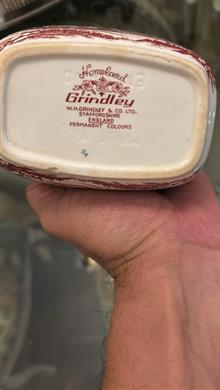 Homeland
Grindley
W.H.GRINDLEY & CO. LTD.
STAFFORDSHIRE
ENGLAND
PERMANENT COLOURS